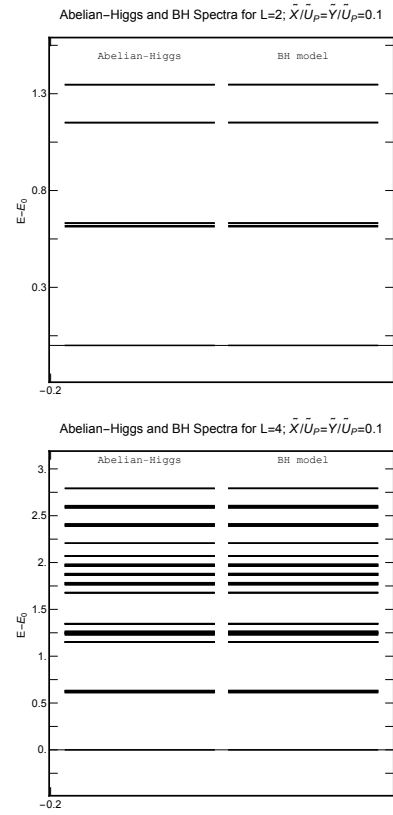 Abelian−Higgs and BH Spectra for L=2; X̃/Ũ_P=Ỹ/Ũ_P=0.1
Abelian-Higgs BH model
1.3
0.8
E−E₀
0.3
−0.2
Abelian−Higgs and BH Spectra for L=4; X̃/Ũ_P=Ỹ/Ũ_P=0.1
3.
Abelian-Higgs BH model
2.5
2.
1.5
E−E₀
1.
0.5
0.
−0.2